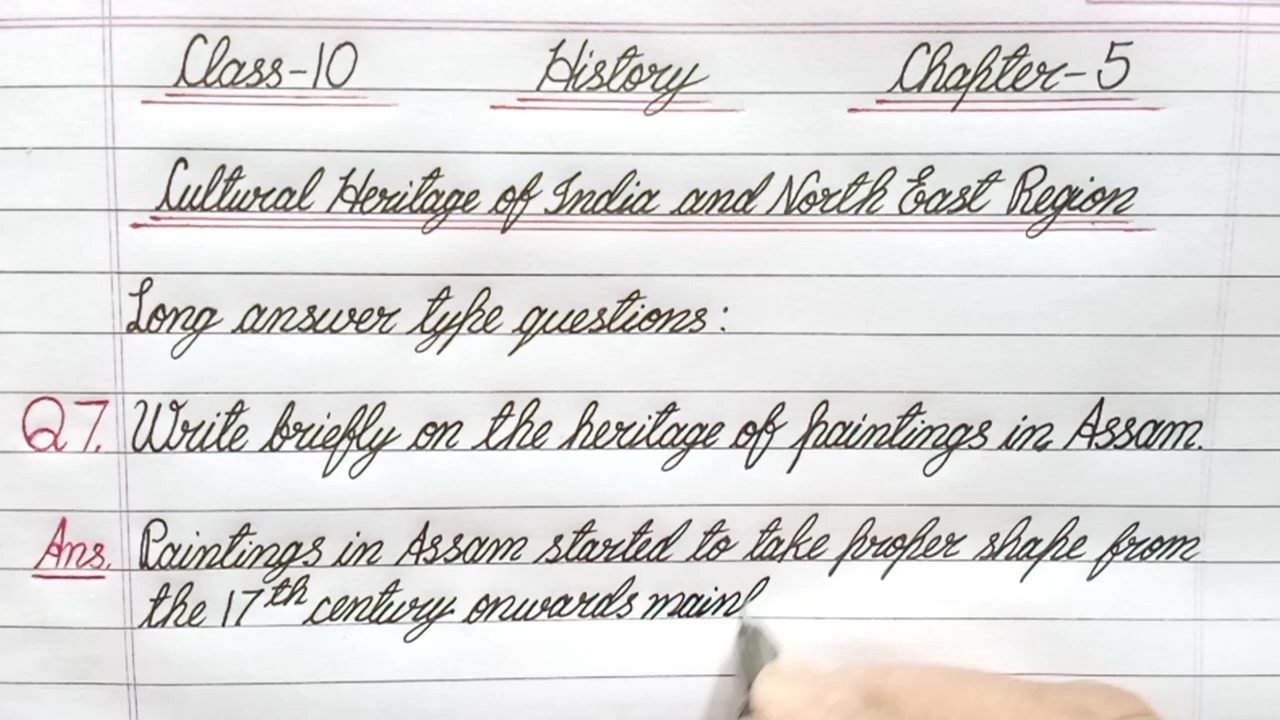 Class-10 History Chapter-5
Cultural Heritage of India and North East Region
Long answer type questions:
Q7. Write briefly on the heritage of paintings in Assam.
Ans. Paintings in Assam started to take proper shape from
the 17th century onwards mainl